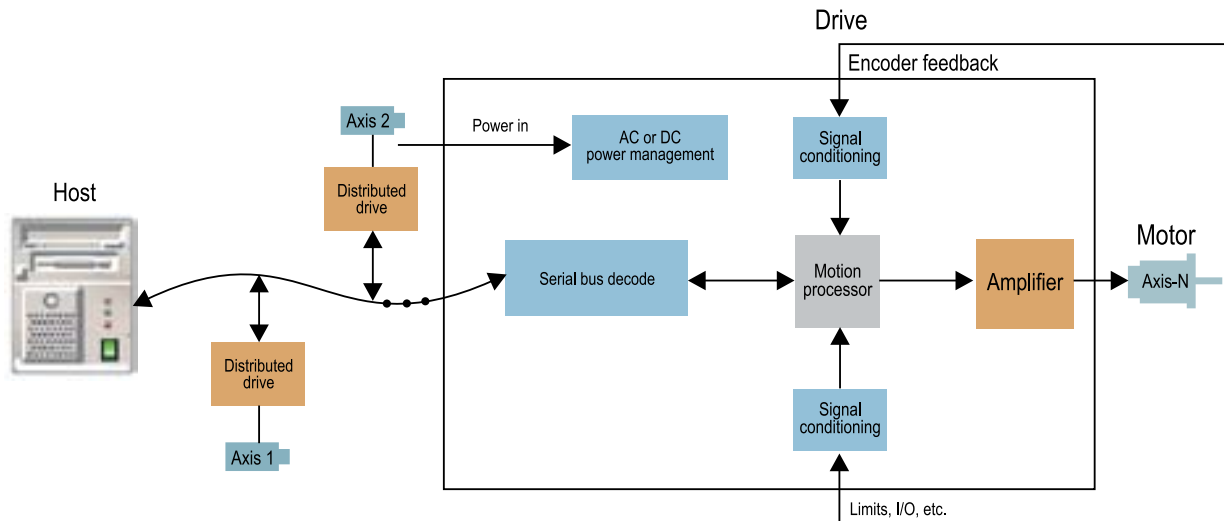 Drive
Encoder feedback
Axis 2
Power in
AC or DC
power management
Signal
conditioning
Host
Distributed
drive
Serial bus decode
Motion
processor
Amplifier
Motor
Axis-N
Distributed
drive
Signal
conditioning
Axis 1
Limits, I/O, etc.